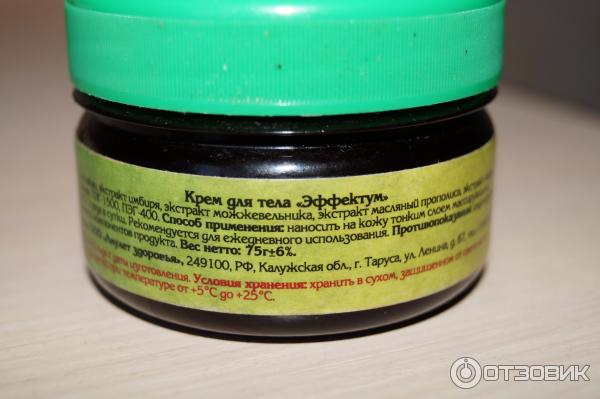 Крем для тела «Эффектум»
экстракт имбиря, экстракт можжевельника, экстракт масляный прополиса,
1500, ПЭГ-400. Способ применения: наносить на кожу тонким слоем
в сутки. Рекомендуется для ежедневного использования. Противопоказания:
продукта. Вес нетто: 75г±6%.
«Амулет здоровья», 249100, РФ, Калужская обл., г. Таруса, ул. Ленина, д. 67,
с даты изготовления. Условия хранения: хранить в сухом, защищенном от
при температуре от +5°С до +25°С.
ОТЗОВИК